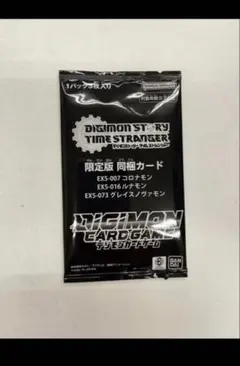 1パック3枚入り
DIGIMON STORY
TIME STRANGER
限定版 同梱カード
EX5-007 コロナモン
EX5-016 ルナモン
EX5-073 グレイスノヴァモン
DIGIMON
CARD GAME
デジモンカードゲーム
BANDAI